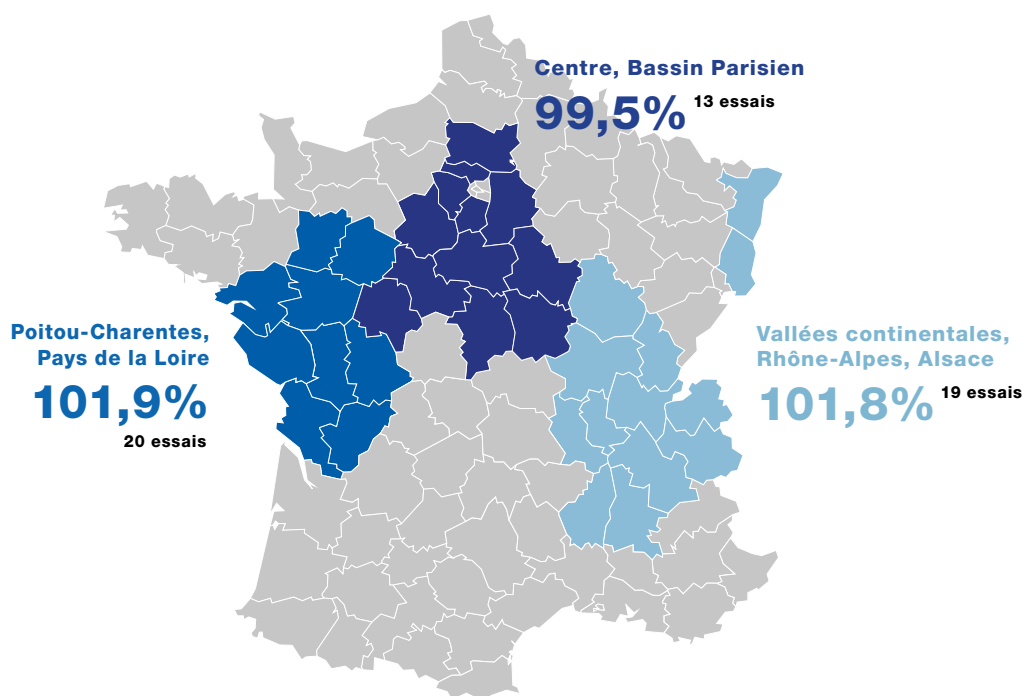 Centre, Bassin Parisien
99,5% 13 essais
Poitou-Charentes,
Pays de la Loire
101,9%
20 essais
Vallées continentales,
Rhône-Alpes, Alsace
101,8% 19 essais